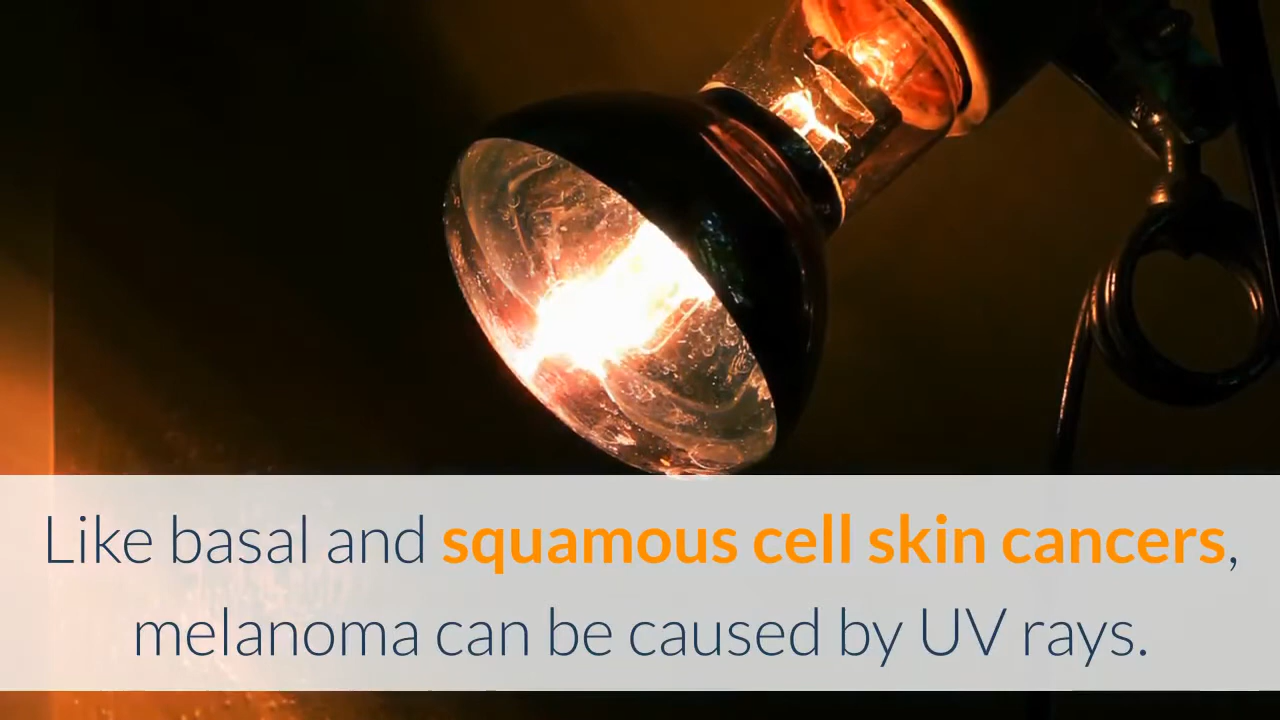 Like basal and squamous cell skin cancers,
melanoma can be caused by UV rays.